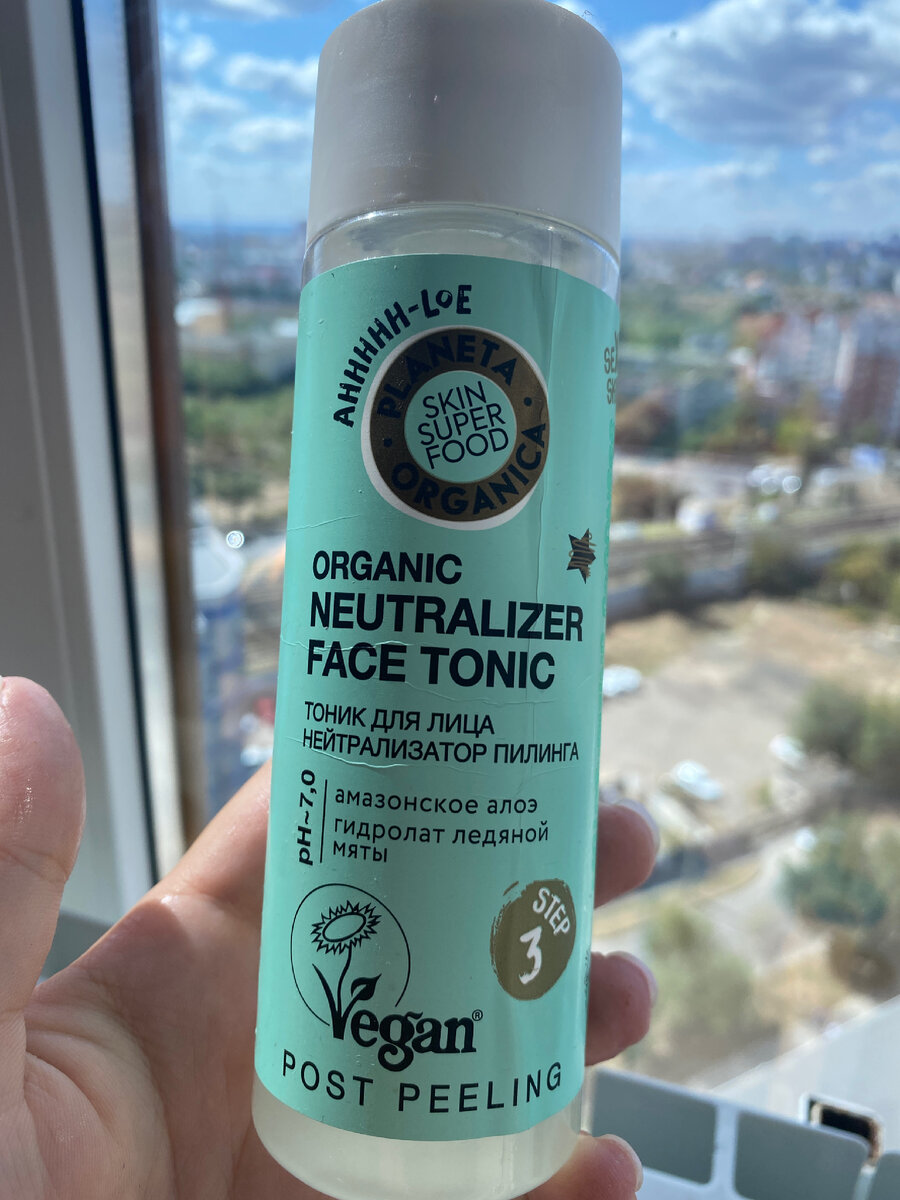 AHHHHH-LOE
PLANETA
SKIN
SUPER
FOOD
ORGANICA
ORGANIC
NEUTRALIZER
FACE TONIC
ТОНИК ДЛЯ ЛИЦА
НЕЙТРАЛИЗАТОР ПИЛИНГА
pH~7,0
амазонское алоэ
гидролат ледяной
мяты
STEP
3
Vegan®
POST PEELING